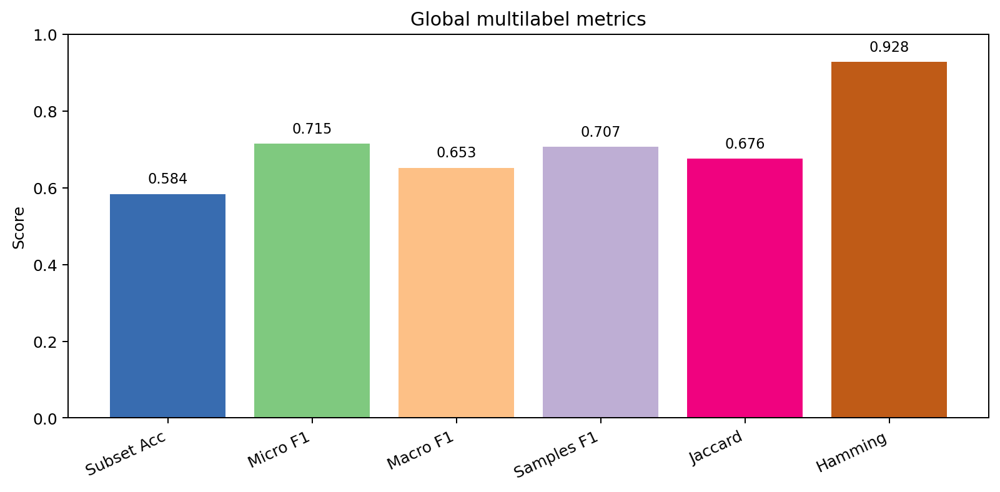 Global multilabel metrics
1.0
0.8
0.6
0.4
0.2
0.0
Score
0.584
0.715
0.653
0.707
0.676
0.928
Subset Acc
Micro F1
Macro F1
Samples F1
Jaccard
Hamming